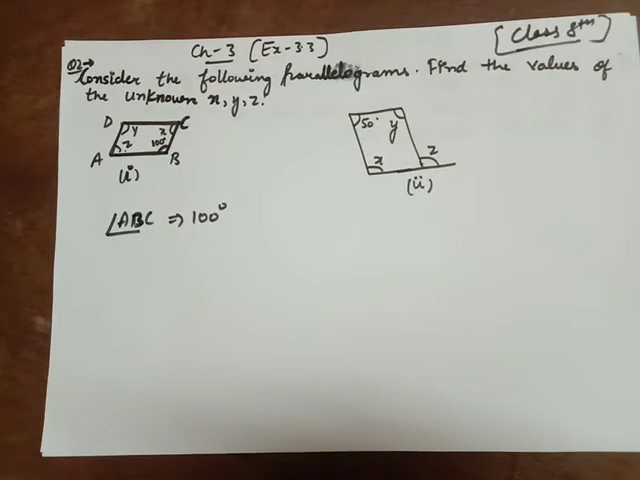 Ch-3 [Ex-3.3]
[Class 8th]
Q2→
Consider the following parallelograms. Find the values of
the unknown x, y, z.
D y x C
A z 100° B
(i)
50° y
x z
(ii)
∠ABC ⇒ 100°